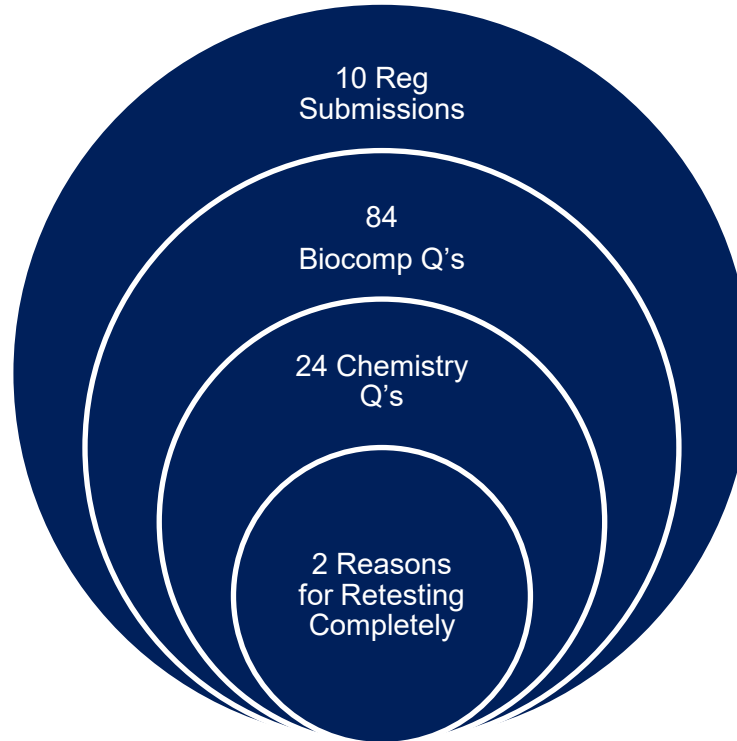 10 Reg
Submissions
84
Biocomp Q’s
24 Chemistry
Q’s
2 Reasons
for Retesting
Completely